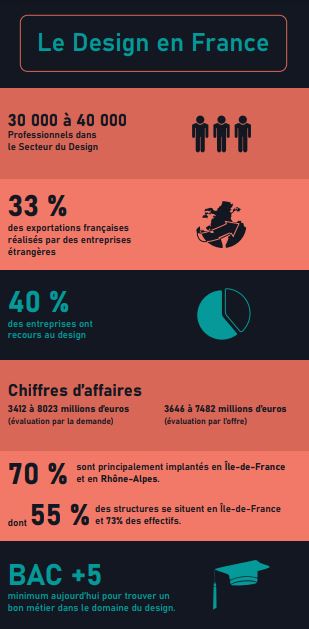 Le Design en France
30 000 à 40 000
Professionnels dans
le Secteur du Design
33 %
des exportations françaises
réalisés par des entreprises
étrangères
40 %
des entreprises ont
recours au design
Chiffres d'affaires
3412 à 8023 millions d'euros
(évaluation par la demande)
3646 à 7482 millions d'euros
(évaluation par l'offre)
70 % sont principalement implantés en Île-de-France
et en Rhône-Alpes.
dont 55 % des structures se situent en Île-de-France
et 73% des effectifs.
BAC +5
minimum aujourd'hui pour trouver un
bon métier dans le domaine du design.